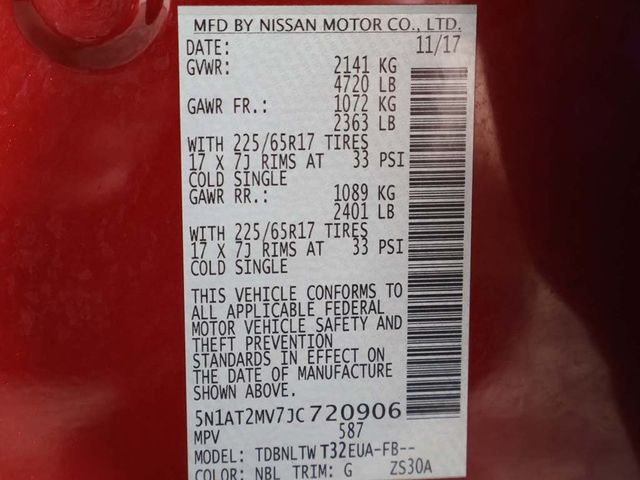 MFD BY NISSAN MOTOR CO., LTD.
DATE: 11/17
GVWR: 2141 KG
4720 LB
GAWR FR.: 1072 KG
2363 LB
WITH 225/65R17 TIRES
17 X 7J RIMS AT 33 PSI
COLD SINGLE
GAWR RR.: 1089 KG
2401 LB
WITH 225/65R17 TIRES
17 X 7J RIMS AT 33 PSI
COLD SINGLE
THIS VEHICLE CONFORMS TO
ALL APPLICABLE FEDERAL
MOTOR VEHICLE SAFETY AND
THEFT PREVENTION
STANDARDS IN EFFECT ON
THE DATE OF MANUFACTURE
SHOWN ABOVE.
5N1AT2MV7JC720906
MPV 587
MODEL: TDBNLTWT32EUA-FB--
COLOR: NBL TRIM: G ZS30A